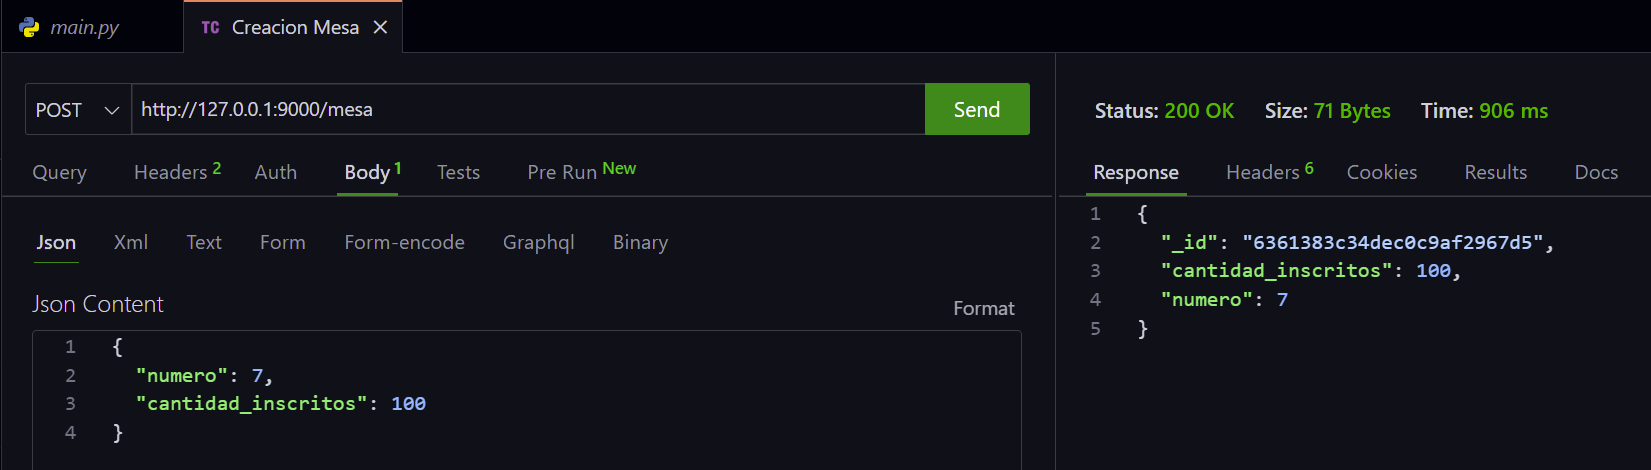 main.py
TC Creacion Mesa
POST http://127.0.0.1:9000/mesa Send
Query Headers 2 Auth Body 1 Tests Pre Run New
Json Xml Text Form Form-encode Graphql Binary
Json Content Format
1 {
2 "numero": 7,
3 "cantidad_inscritos": 100
4 }
Status: 200 OK Size: 71 Bytes Time: 906 ms
Response Headers 6 Cookies Results Docs
1 {
2 "_id": "6361383c34dec0c9af2967d5",
3 "cantidad_inscritos": 100,
4 "numero": 7
5 }